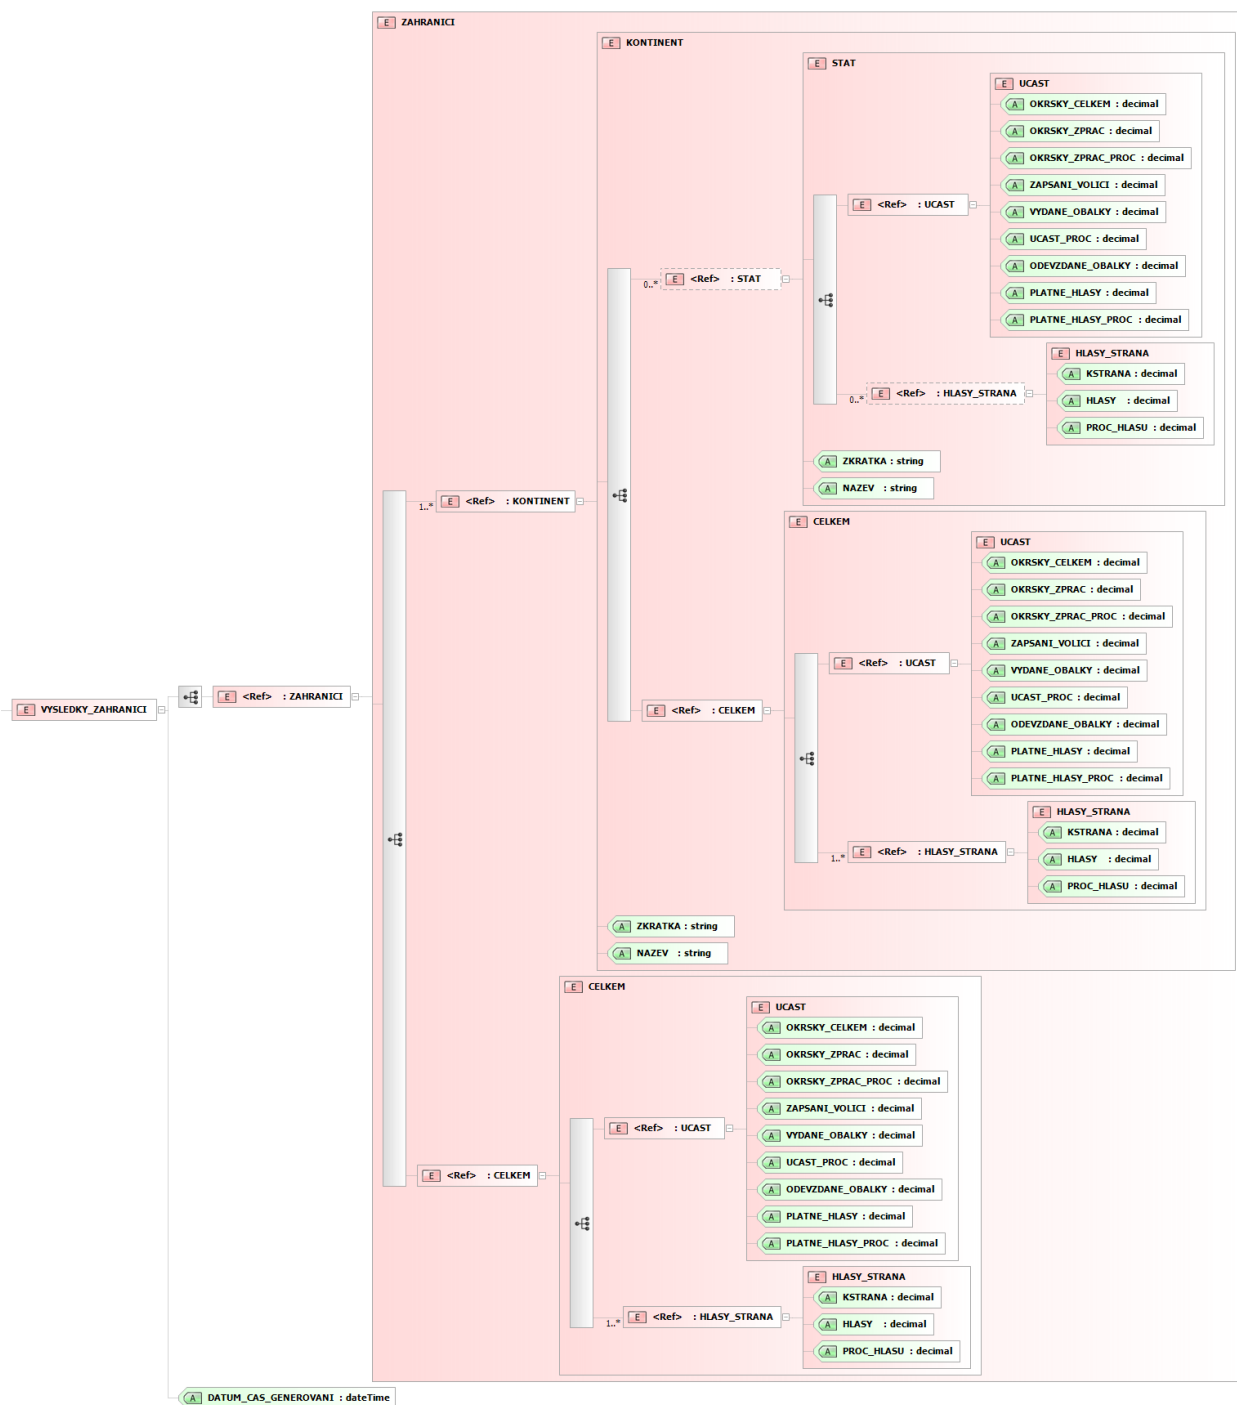 E ZAHRANICI
E KONTINENT
E STAT
E UCAST
A OKRSKY_CELKEM : decimal
A OKRSKY_ZPRAC : decimal
A OKRSKY_ZPRAC_PROC : decimal
A ZAPSANI_VOLICI : decimal
E <Ref> : UCAST
A VYDANE_OBALKY : decimal
A UCAST_PROC : decimal
A ODEVZDANE_OBALKY : decimal
0..* E <Ref> : STAT
A PLATNE_HLASY : decimal
A PLATNE_HLASY_PROC : decimal
E HLASY_STRANA
A KSTRANA : decimal
0..* E <Ref> : HLASY_STRANA
A HLASY : decimal
A PROC_HLASU : decimal
A ZKRATKA : string
A NAZEV : string
1..* E <Ref> : KONTINENT
E CELKEM
E UCAST
A OKRSKY_CELKEM : decimal
A OKRSKY_ZPRAC : decimal
A OKRSKY_ZPRAC_PROC : decimal
A ZAPSANI_VOLICI : decimal
E <Ref> : UCAST
A VYDANE_OBALKY : decimal
E VYSLEDKY_ZAHRANICI
E <Ref> : ZAHRANICI
A UCAST_PROC : decimal
E <Ref> : CELKEM
A ODEVZDANE_OBALKY : decimal
A PLATNE_HLASY : decimal
A PLATNE_HLASY_PROC : decimal
E HLASY_STRANA
A KSTRANA : decimal
1..* E <Ref> : HLASY_STRANA
A HLASY : decimal
A PROC_HLASU : decimal
A ZKRATKA : string
A NAZEV : string
E CELKEM
E UCAST
A OKRSKY_CELKEM : decimal
A OKRSKY_ZPRAC : decimal
A OKRSKY_ZPRAC_PROC : decimal
A ZAPSANI_VOLICI : decimal
E <Ref> : UCAST
A VYDANE_OBALKY : decimal
A UCAST_PROC : decimal
E <Ref> : CELKEM
A ODEVZDANE_OBALKY : decimal
A PLATNE_HLASY : decimal
A PLATNE_HLASY_PROC : decimal
E HLASY_STRANA
A KSTRANA : decimal
1..* E <Ref> : HLASY_STRANA
A HLASY : decimal
A PROC_HLASU : decimal
A DATUM_CAS_GENEROVANI : dateTime